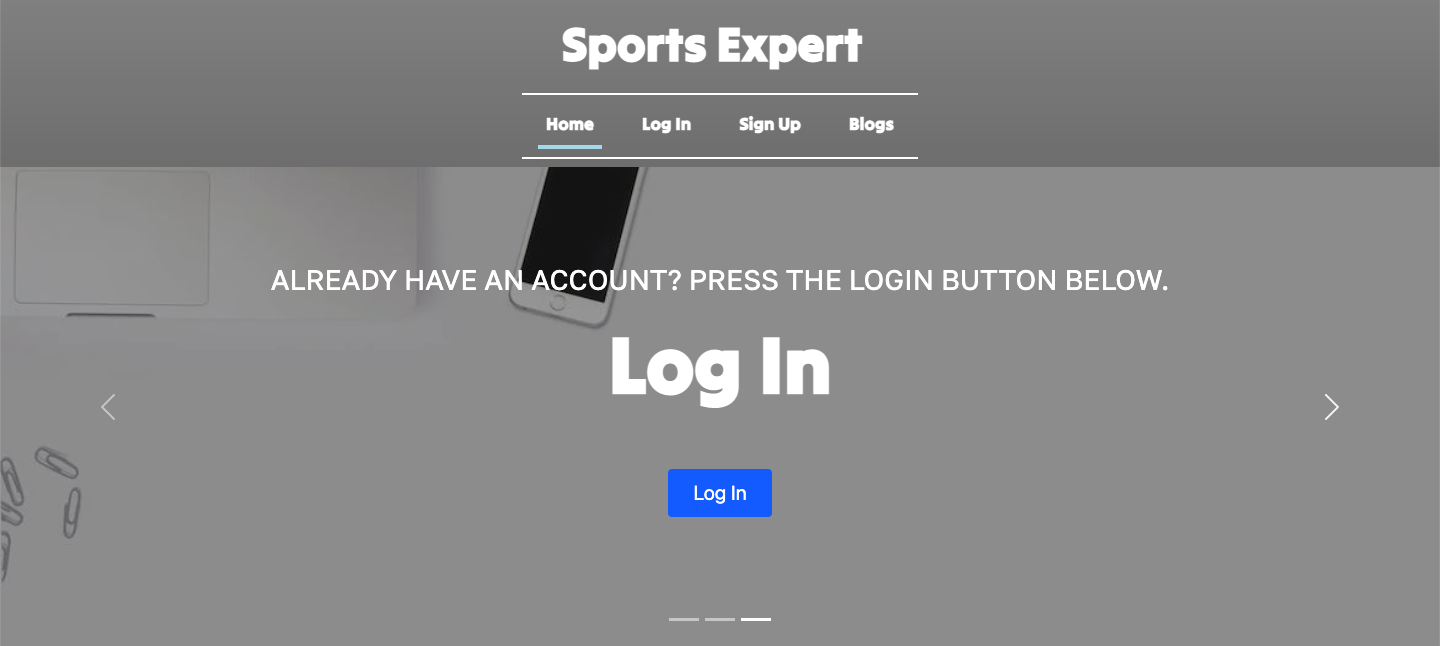 Sports Expert
Home Log In Sign Up Blogs
ALREADY HAVE AN ACCOUNT? PRESS THE LOGIN BUTTON BELOW.
Log In
Log In